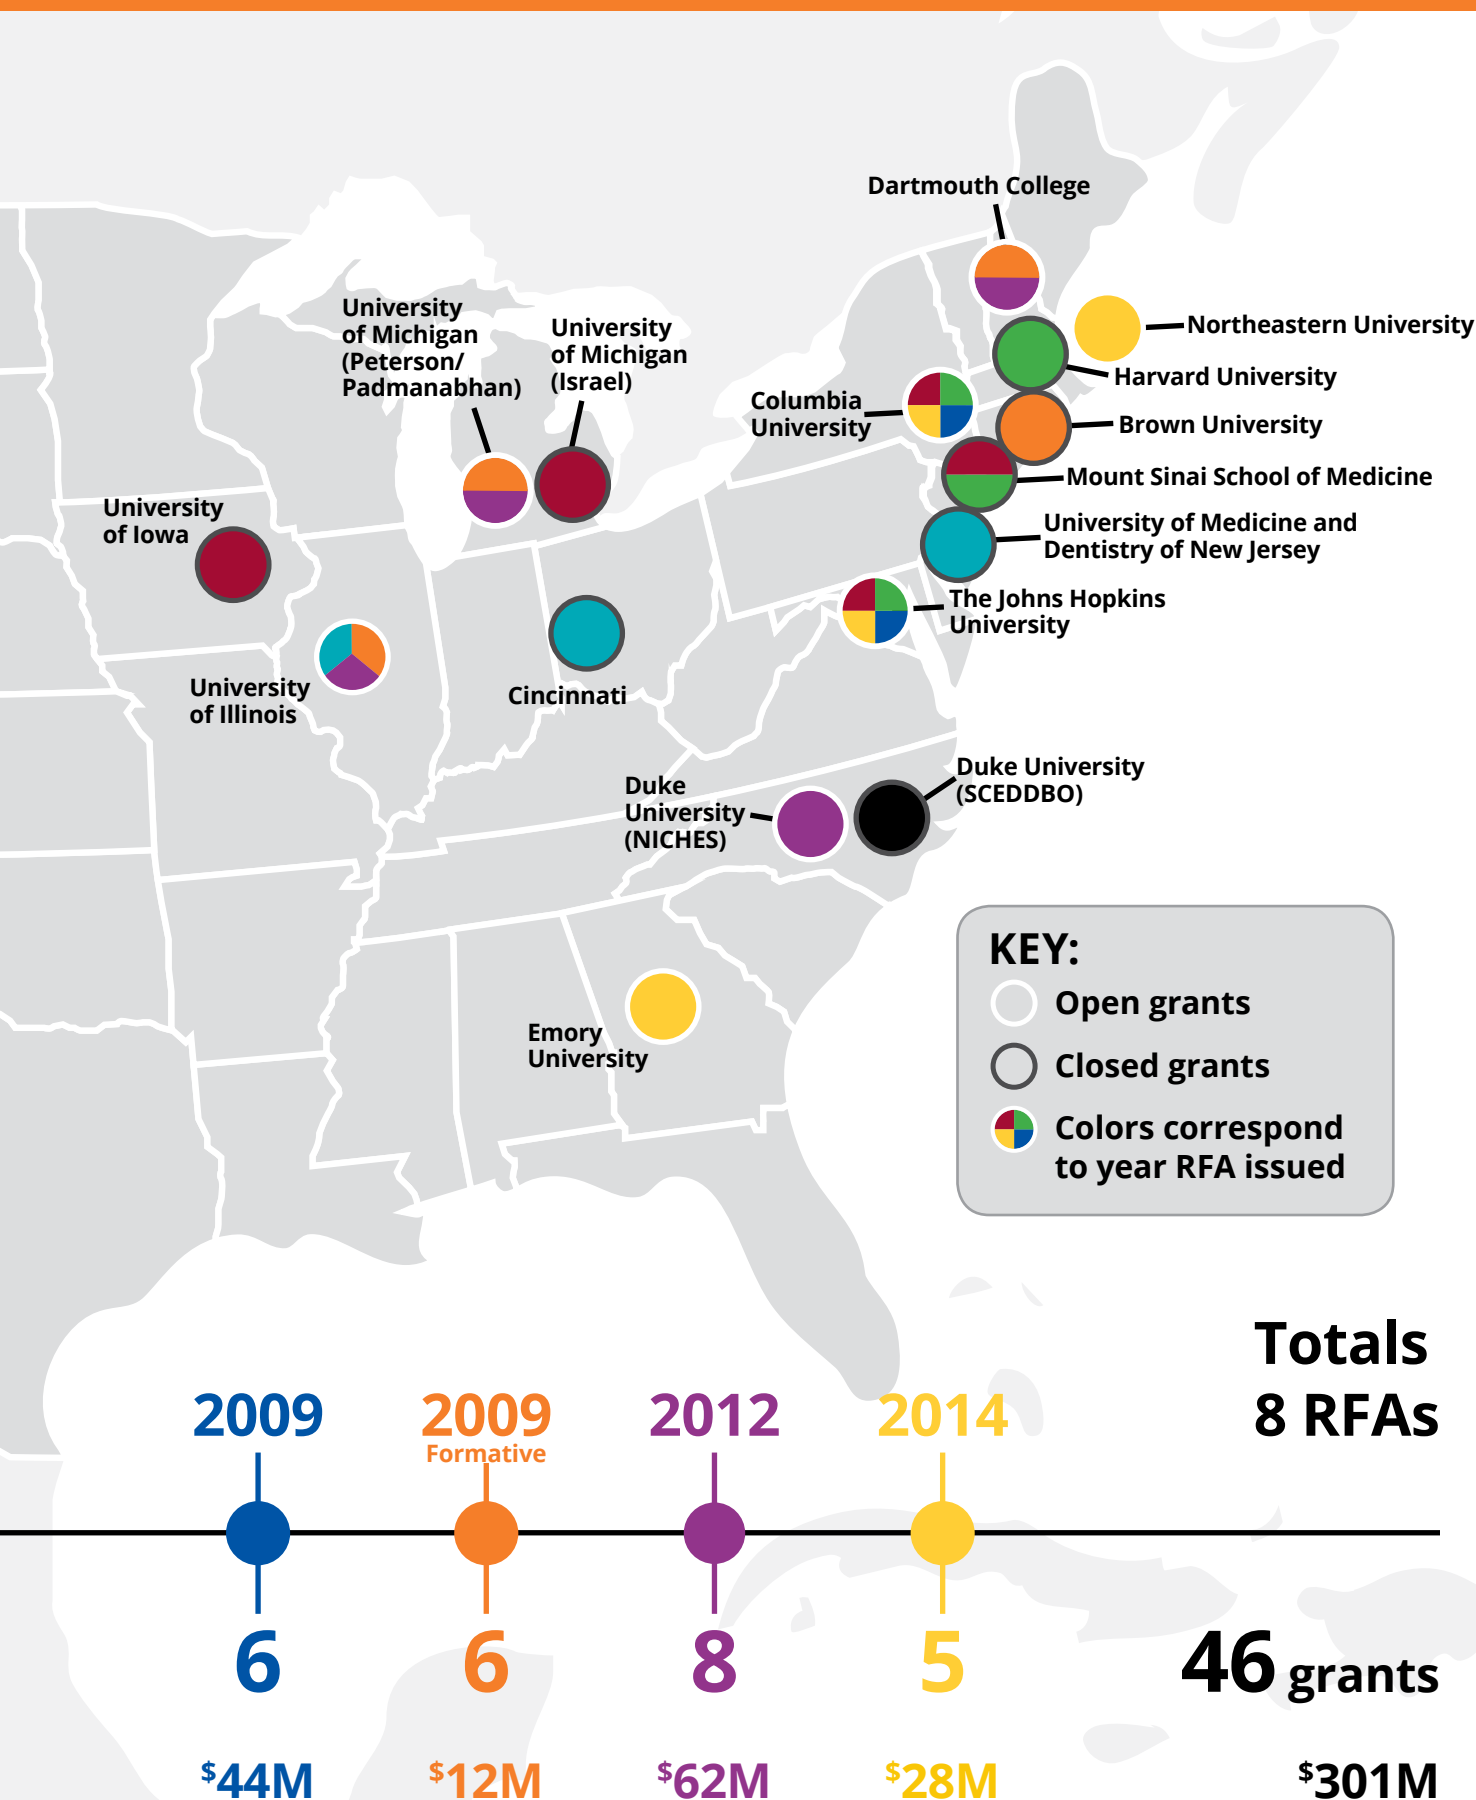 Dartmouth College
University
of Michigan
(Peterson/
Padmanabhan)
University
of Michigan
(Israel)
Northeastern University
Harvard University
Columbia
University
Brown University
Mount Sinai School of Medicine
University
of Iowa
University of Medicine and
Dentistry of New Jersey
The Johns Hopkins
University
University
of Illinois
Cincinnati
Duke
University
(NICHES)
Duke University
(SCEDDBO)
Emory
University
KEY:
Open grants
Closed grants
Colors correspond
to year RFA issued
Totals
8 RFAs
2009
2009
Formative
2012
2014
6
6
8
5
46 grants
$44M
$12M
$62M
$28M
$301M